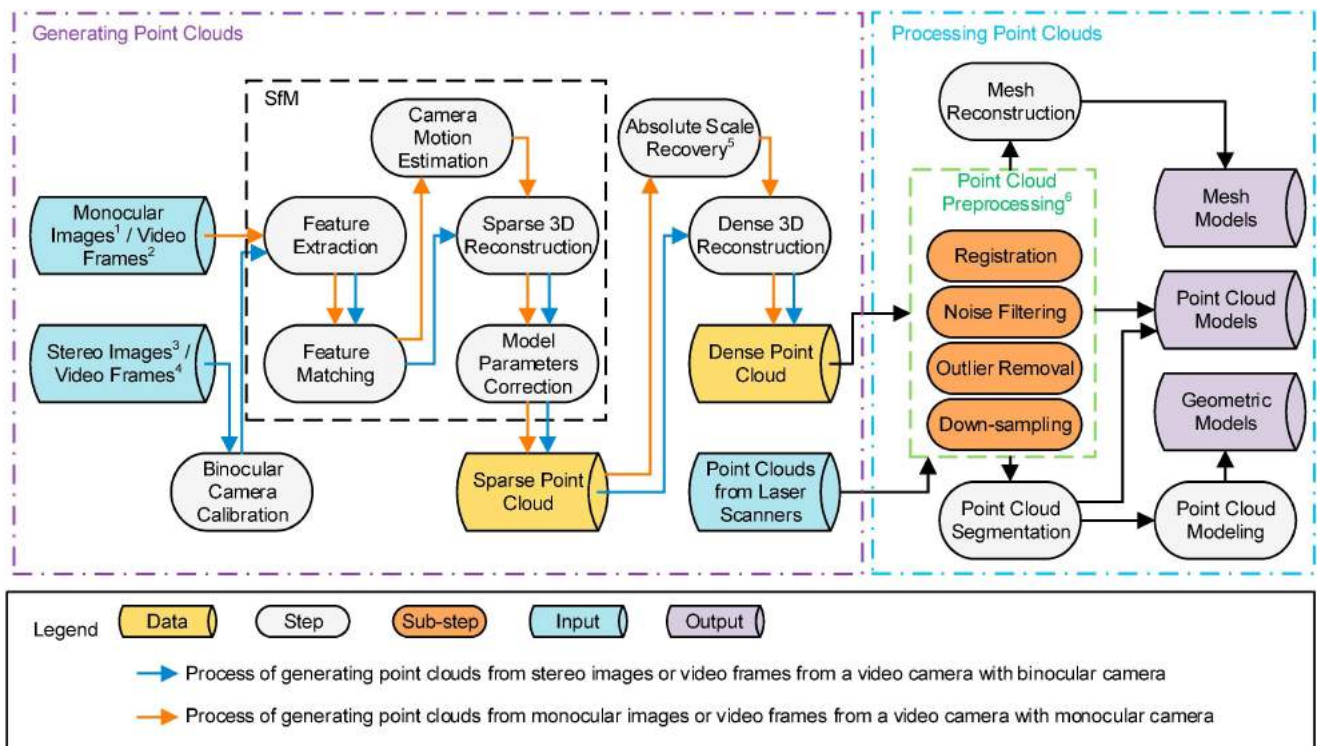 Generating Point Clouds
Processing Point Clouds
SfM
Camera
Motion
Estimation
Absolute Scale
Recovery5
Mesh
Reconstruction
Monocular
Images1 / Video
Frames2
Feature
Extraction
Sparse 3D
Reconstruction
Dense 3D
Reconstruction
Point Cloud
Preprocessing6
Mesh
Models
Registration
Stereo Images3 /
Video Frames4
Feature
Matching
Model
Parameters
Correction
Dense Point
Cloud
Noise Filtering
Point Cloud
Models
Outlier Removal
Geometric
Models
Down-sampling
Binocular
Camera
Calibration
Sparse Point
Cloud
Point Clouds
from Laser
Scanners
Point Cloud
Segmentation
Point Cloud
Modeling
Legend
Data
Step
Sub-step
Input
Output
Process of generating point clouds from stereo images or video frames from a video camera with binocular camera
Process of generating point clouds from monocular images or video frames from a video camera with monocular camera